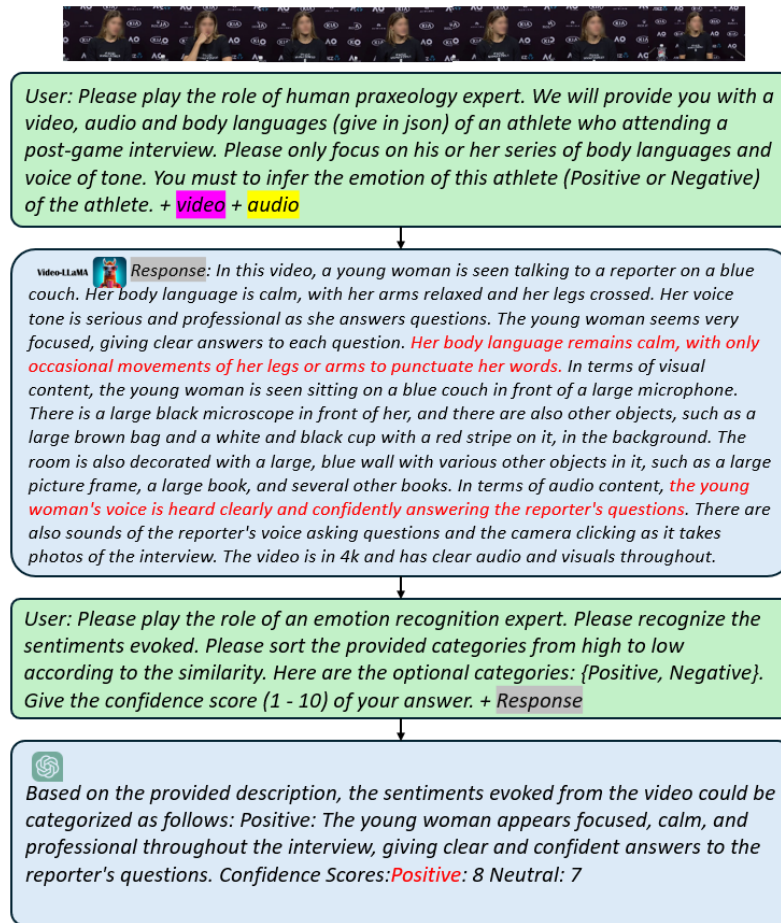 KIA
AO
User: Please play the role of human praxeology expert. We will provide you with a
video, audio and body languages (give in json) of an athlete who attending a
post-game interview. Please only focus on his or her series of body languages and
voice of tone. You must to infer the emotion of this athlete (Positive or Negative)
of the athlete. + video + audio
Video-LLaMA Response: In this video, a young woman is seen talking to a reporter on a blue
couch. Her body language is calm, with her arms relaxed and her legs crossed. Her voice
tone is serious and professional as she answers questions. The young woman seems very
focused, giving clear answers to each question. Her body language remains calm, with only
occasional movements of her legs or arms to punctuate her words. In terms of visual
content, the young woman is seen sitting on a blue couch in front of a large microphone.
There is a large black microscope in front of her, and there are also other objects, such as a
large brown bag and a white and black cup with a red stripe on it, in the background. The
room is also decorated with a large, blue wall with various other objects in it, such as a large
picture frame, a large book, and several other books. In terms of audio content, the young
woman's voice is heard clearly and confidently answering the reporter's questions. There are
also sounds of the reporter's voice asking questions and the camera clicking as it takes
photos of the interview. The video is in 4k and has clear audio and visuals throughout.
User: Please play the role of an emotion recognition expert. Please recognize the
sentiments evoked. Please sort the provided categories from high to low
according to the similarity. Here are the optional categories: {Positive, Negative}.
Give the confidence score (1 - 10) of your answer. + Response
Based on the provided description, the sentiments evoked from the video could be
categorized as follows: Positive: The young woman appears focused, calm, and
professional throughout the interview, giving clear and confident answers to the
reporter's questions. Confidence Scores:Positive: 8 Neutral: 7